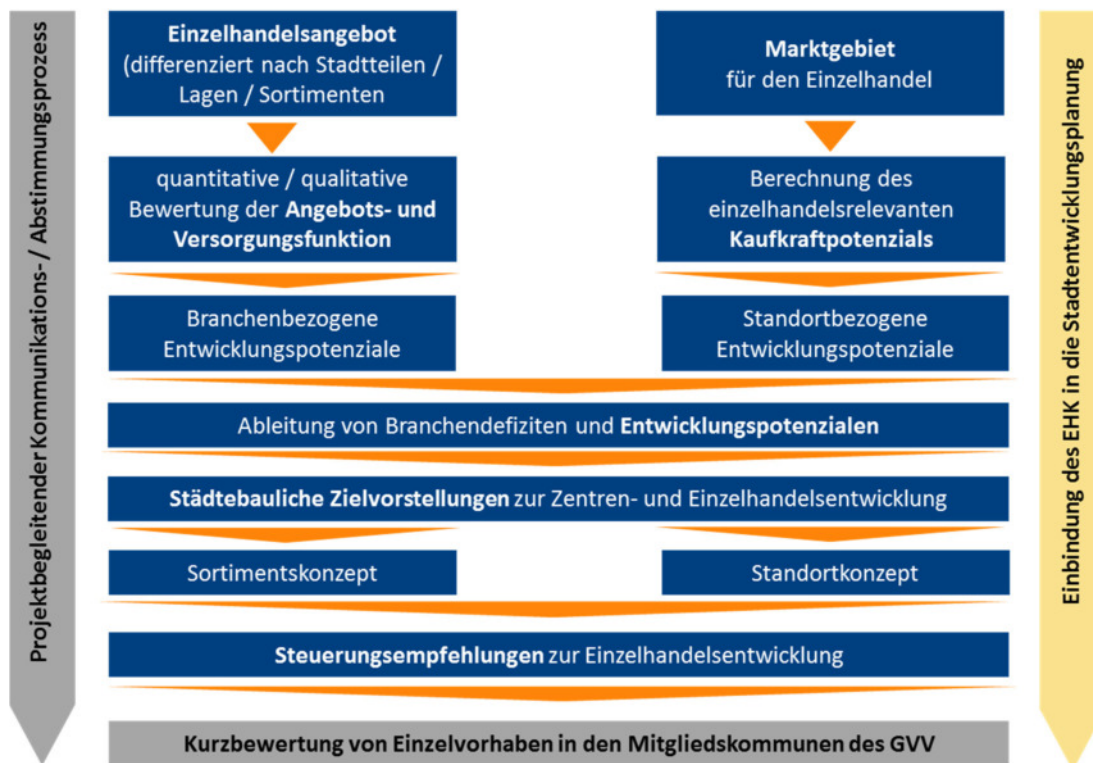 Projektbegleitender Kommunikations- / Abstimmungsprozess
Einzelhandelsangebot
(differenziert nach Stadtteilen /
Lagen / Sortimenten
Marktgebiet
für den Einzelhandel
quantitative / qualitative
Bewertung der Angebots- und
Versorgungsfunktion
Berechnung des
einzelhandelsrelevanten
Kaufkraftpotenzials
Branchenbezogene
Entwicklungspotenziale
Standortbezogene
Entwicklungspotenziale
Ableitung von Branchendefiziten und Entwicklungspotenzialen
Städtebauliche Zielvorstellungen zur Zentren- und Einzelhandelsentwicklung
Sortimentskonzept
Standortkonzept
Steuerungsempfehlungen zur Einzelhandelsentwicklung
Kurzbewertung von Einzelvorhaben in den Mitgliedskommunen des GVV
Einbindung des EHK in die Stadtentwicklungsplanung